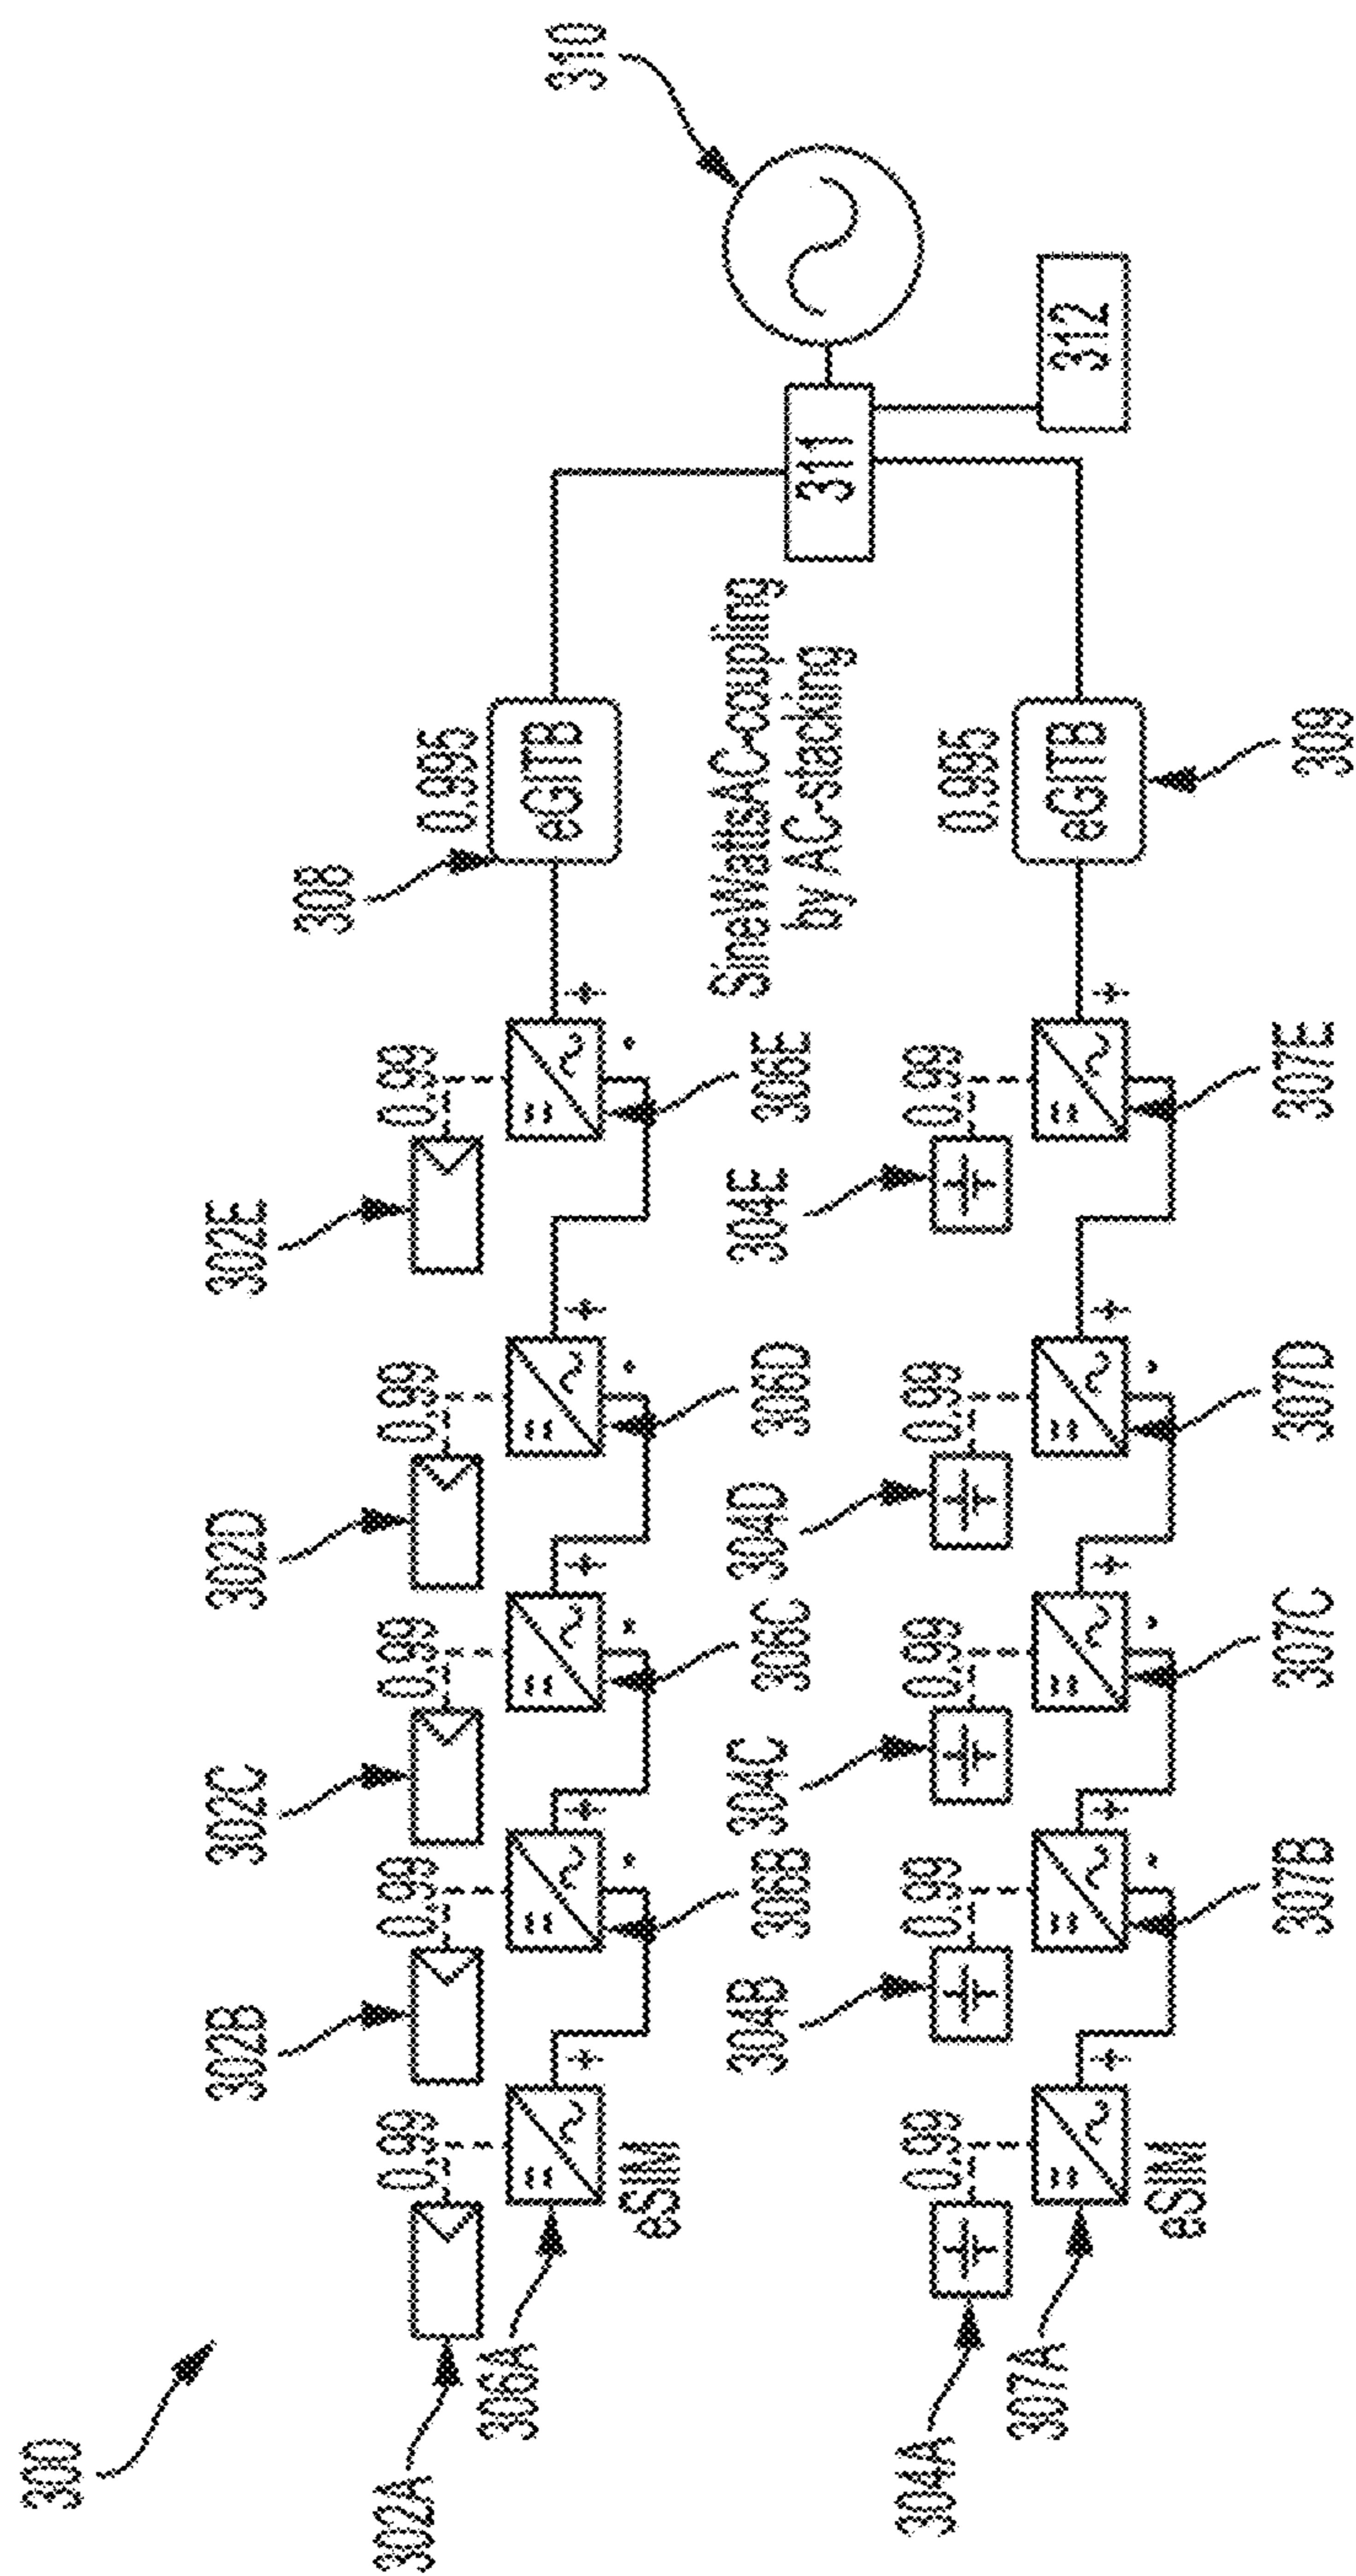 300
302A
302B
302C
302D
302E
0.99
0.99
0.99
0.99
0.99
306A
eSIM
306B
306C
306D
306E
308
0.995
eGITB
310
311
312
SineWattsAC-coupling
by AC-stacking
304A
304B
304C
304D
304E
0.99
0.99
0.99
0.99
0.99
307A
eSIM
307B
307C
307D
307E
0.995
eGITB
309